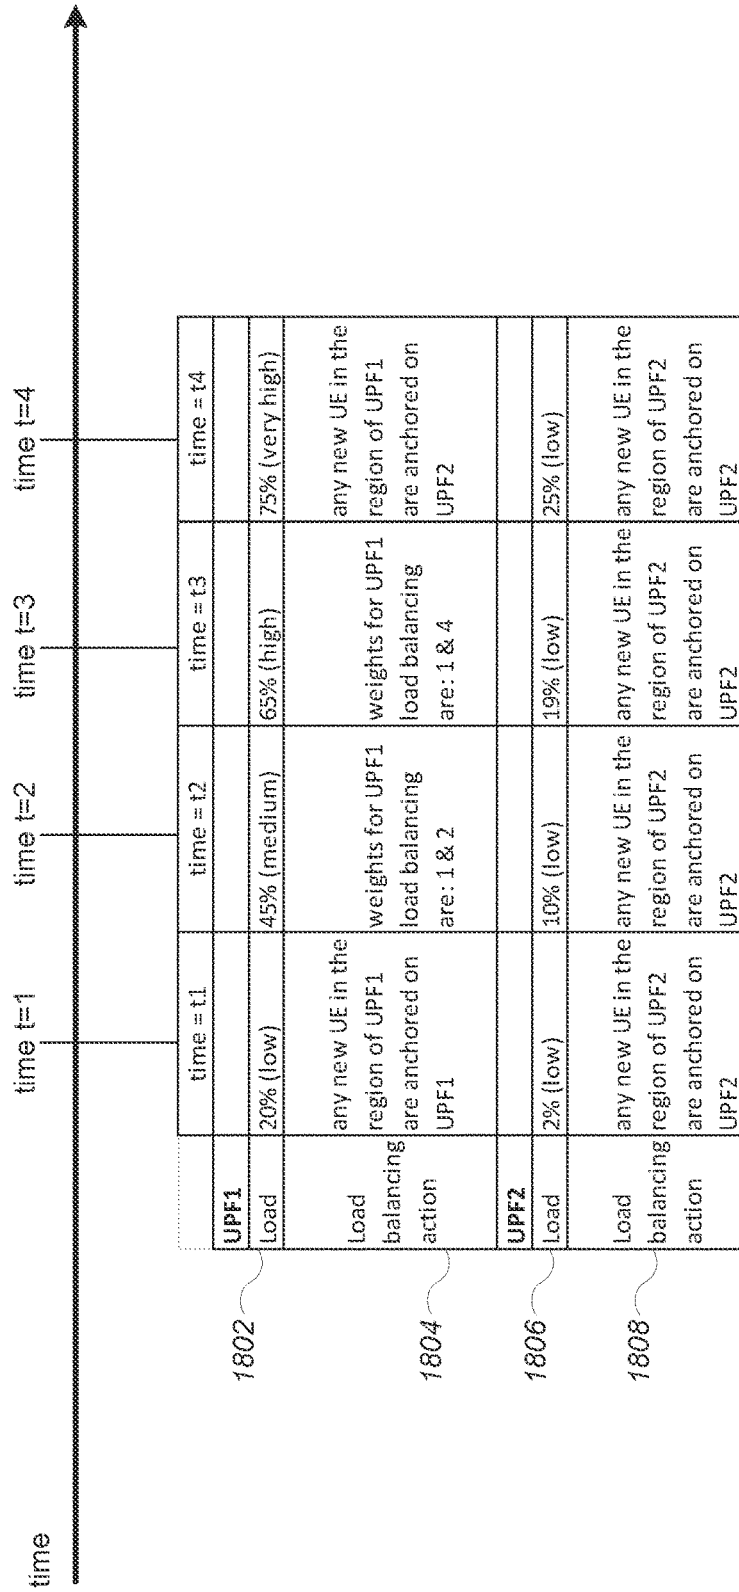 time
time t=1
time t=2
time t=3
time t=4
time = t1
time = t2
time = t3
time = t4
UPF1
1802
Load
20% (low)
45% (medium)
65% (high)
75% (very high)
1804
Load
balancing
action
any new UE in the
region of UPF1
are anchored on
UPF1
weights for UPF1
load balancing
are: 1 & 2
weights for UPF1
load balancing
are: 1 & 4
any new UE in the
region of UPF1
are anchored on
UPF2
UPF2
1806
Load
2% (low)
10% (low)
19% (low)
25% (low)
1808
Load
balancing
action
any new UE in the
region of UPF2
are anchored on
UPF2
any new UE in the
region of UPF2
are anchored on
UPF2
any new UE in the
region of UPF2
are anchored on
UPF2
any new UE in the
region of UPF2
are anchored on
UPF2